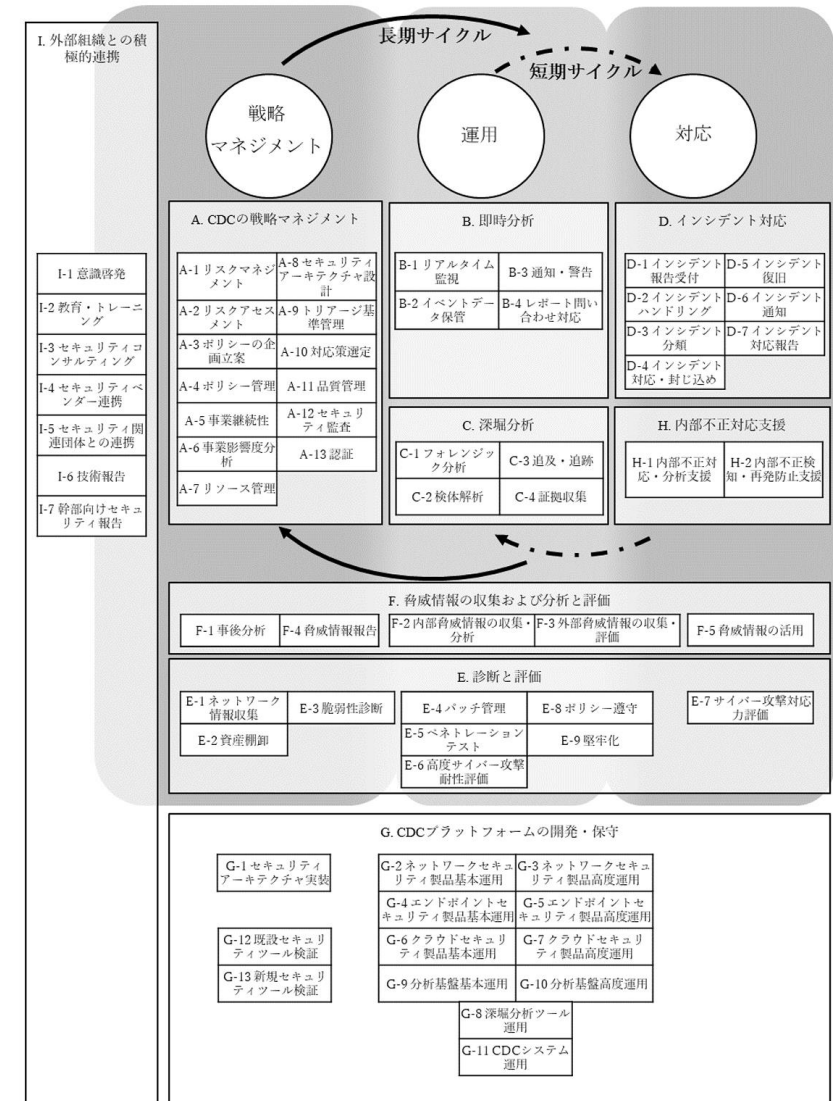 I. 外部組織との積
極的連携
長期サイクル
短期サイクル
戦略
マネジメント
運用
対応
I-1 意識啓発
I-2 教育・トレーニ
ング
I-3 セキュリティコ
ンサルティング
I-4 セキュリティベ
ンダー連携
I-5 セキュリティ関
連団体との連携
I-6 技術報告
I-7 幹部向けセキュ
リティ報告
A. CDCの戦略マネジメント
A-1 リスクマネジ
メント
A-2 リスクアセス
メント
A-3 ポリシーの企
画立案
A-4 ポリシー管理
A-5 事業継続性
A-6 事業影響度分
析
A-7 リソース管理
A-8 セキュリティ
アーキテクチャ設
計
A-9 トリアージ基
準管理
A-10 対応策選定
A-11 品質管理
A-12 セキュリ
ティ監査
A-13 認証
B. 即時分析
B-1 リアルタイム
監視
B-2 イベントデー
タ保管
B-3 通知・警告
B-4 レポート問い
合わせ対応
C. 深堀分析
C-1 フォレンジッ
ク分析
C-2 検体解析
C-3 追及・追跡
C-4 証拠収集
D. インシデント対応
D-1 インシデント
報告受付
D-2 インシデント
ハンドリング
D-3 インシデント
分類
D-4 インシデント
対応・封じ込め
D-5 インシデント
復旧
D-6 インシデント
通知
D-7 インシデント
対応報告
H. 内部不正対応支援
H-1 内部不正対
応・分析支援
H-2 内部不正検
知・再発防止支援
F. 脅威情報の収集および分析と評価
F-1 事後分析
F-4 脅威情報報告
F-2 内部脅威情報の収集・
分析
F-3 外部脅威情報の収集・
評価
F-5 脅威情報の活用
E. 診断と評価
E-1 ネットワーク
情報収集
E-2 資産棚卸
E-3 脆弱性診断
E-4 パッチ管理
E-5 ペネトレーション
テスト
E-6 高度サイバー攻撃
耐性評価
E-8 ポリシー遵守
E-9 堅牢化
E-7 サイバー攻撃対応
力評価
G. CDCプラットフォームの開発・保守
G-1 セキュリティ
アーキテクチャ実装
G-12 既設セキュリ
ティツール検証
G-13 新規セキュリ
ティツール検証
G-2 ネットワークセキュ
リティ製品基本運用
G-3 ネットワークセキュ
リティ製品高度運用
G-4 エンドポイントセ
キュリティ製品基本運用
G-5 エンドポイントセ
キュリティ製品高度運用
G-6 クラウドセキュリ
ティ製品基本運用
G-7 クラウドセキュリ
ティ製品高度運用
G-9 分析基盤基本運用
G-10 分析基盤高度運用
G-8 深堀分析ツール
運用
G-11 CDCシステム
運用